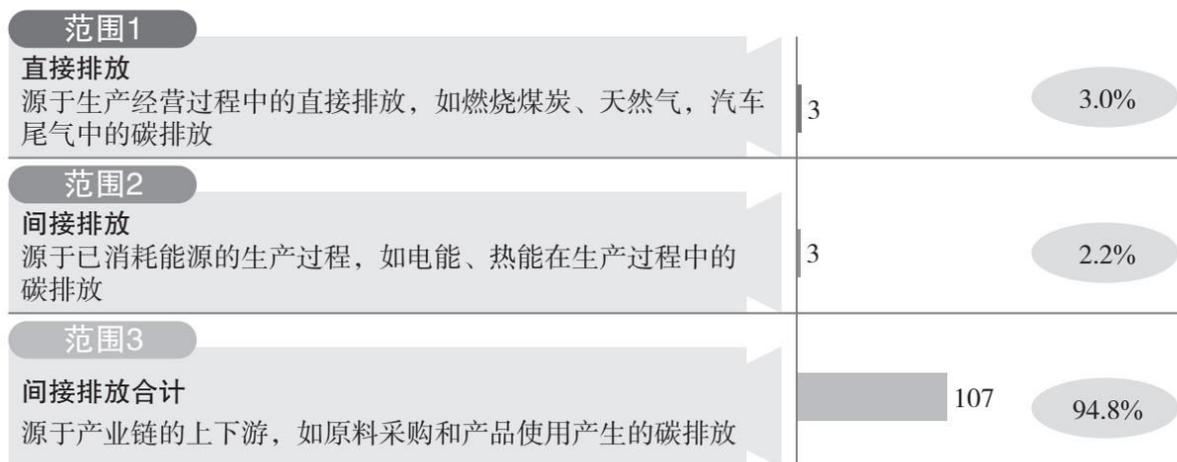 范围1
直接排放
源于生产经营过程中的直接排放，如燃烧煤炭、天然气，汽车
尾气中的碳排放
3
3.0%
范围2
间接排放
源于已消耗能源的生产过程，如电能、热能在生产过程中的
碳排放
3
2.2%
范围3
间接排放合计
源于产业链的上下游，如原料采购和产品使用产生的碳排放
107
94.8%